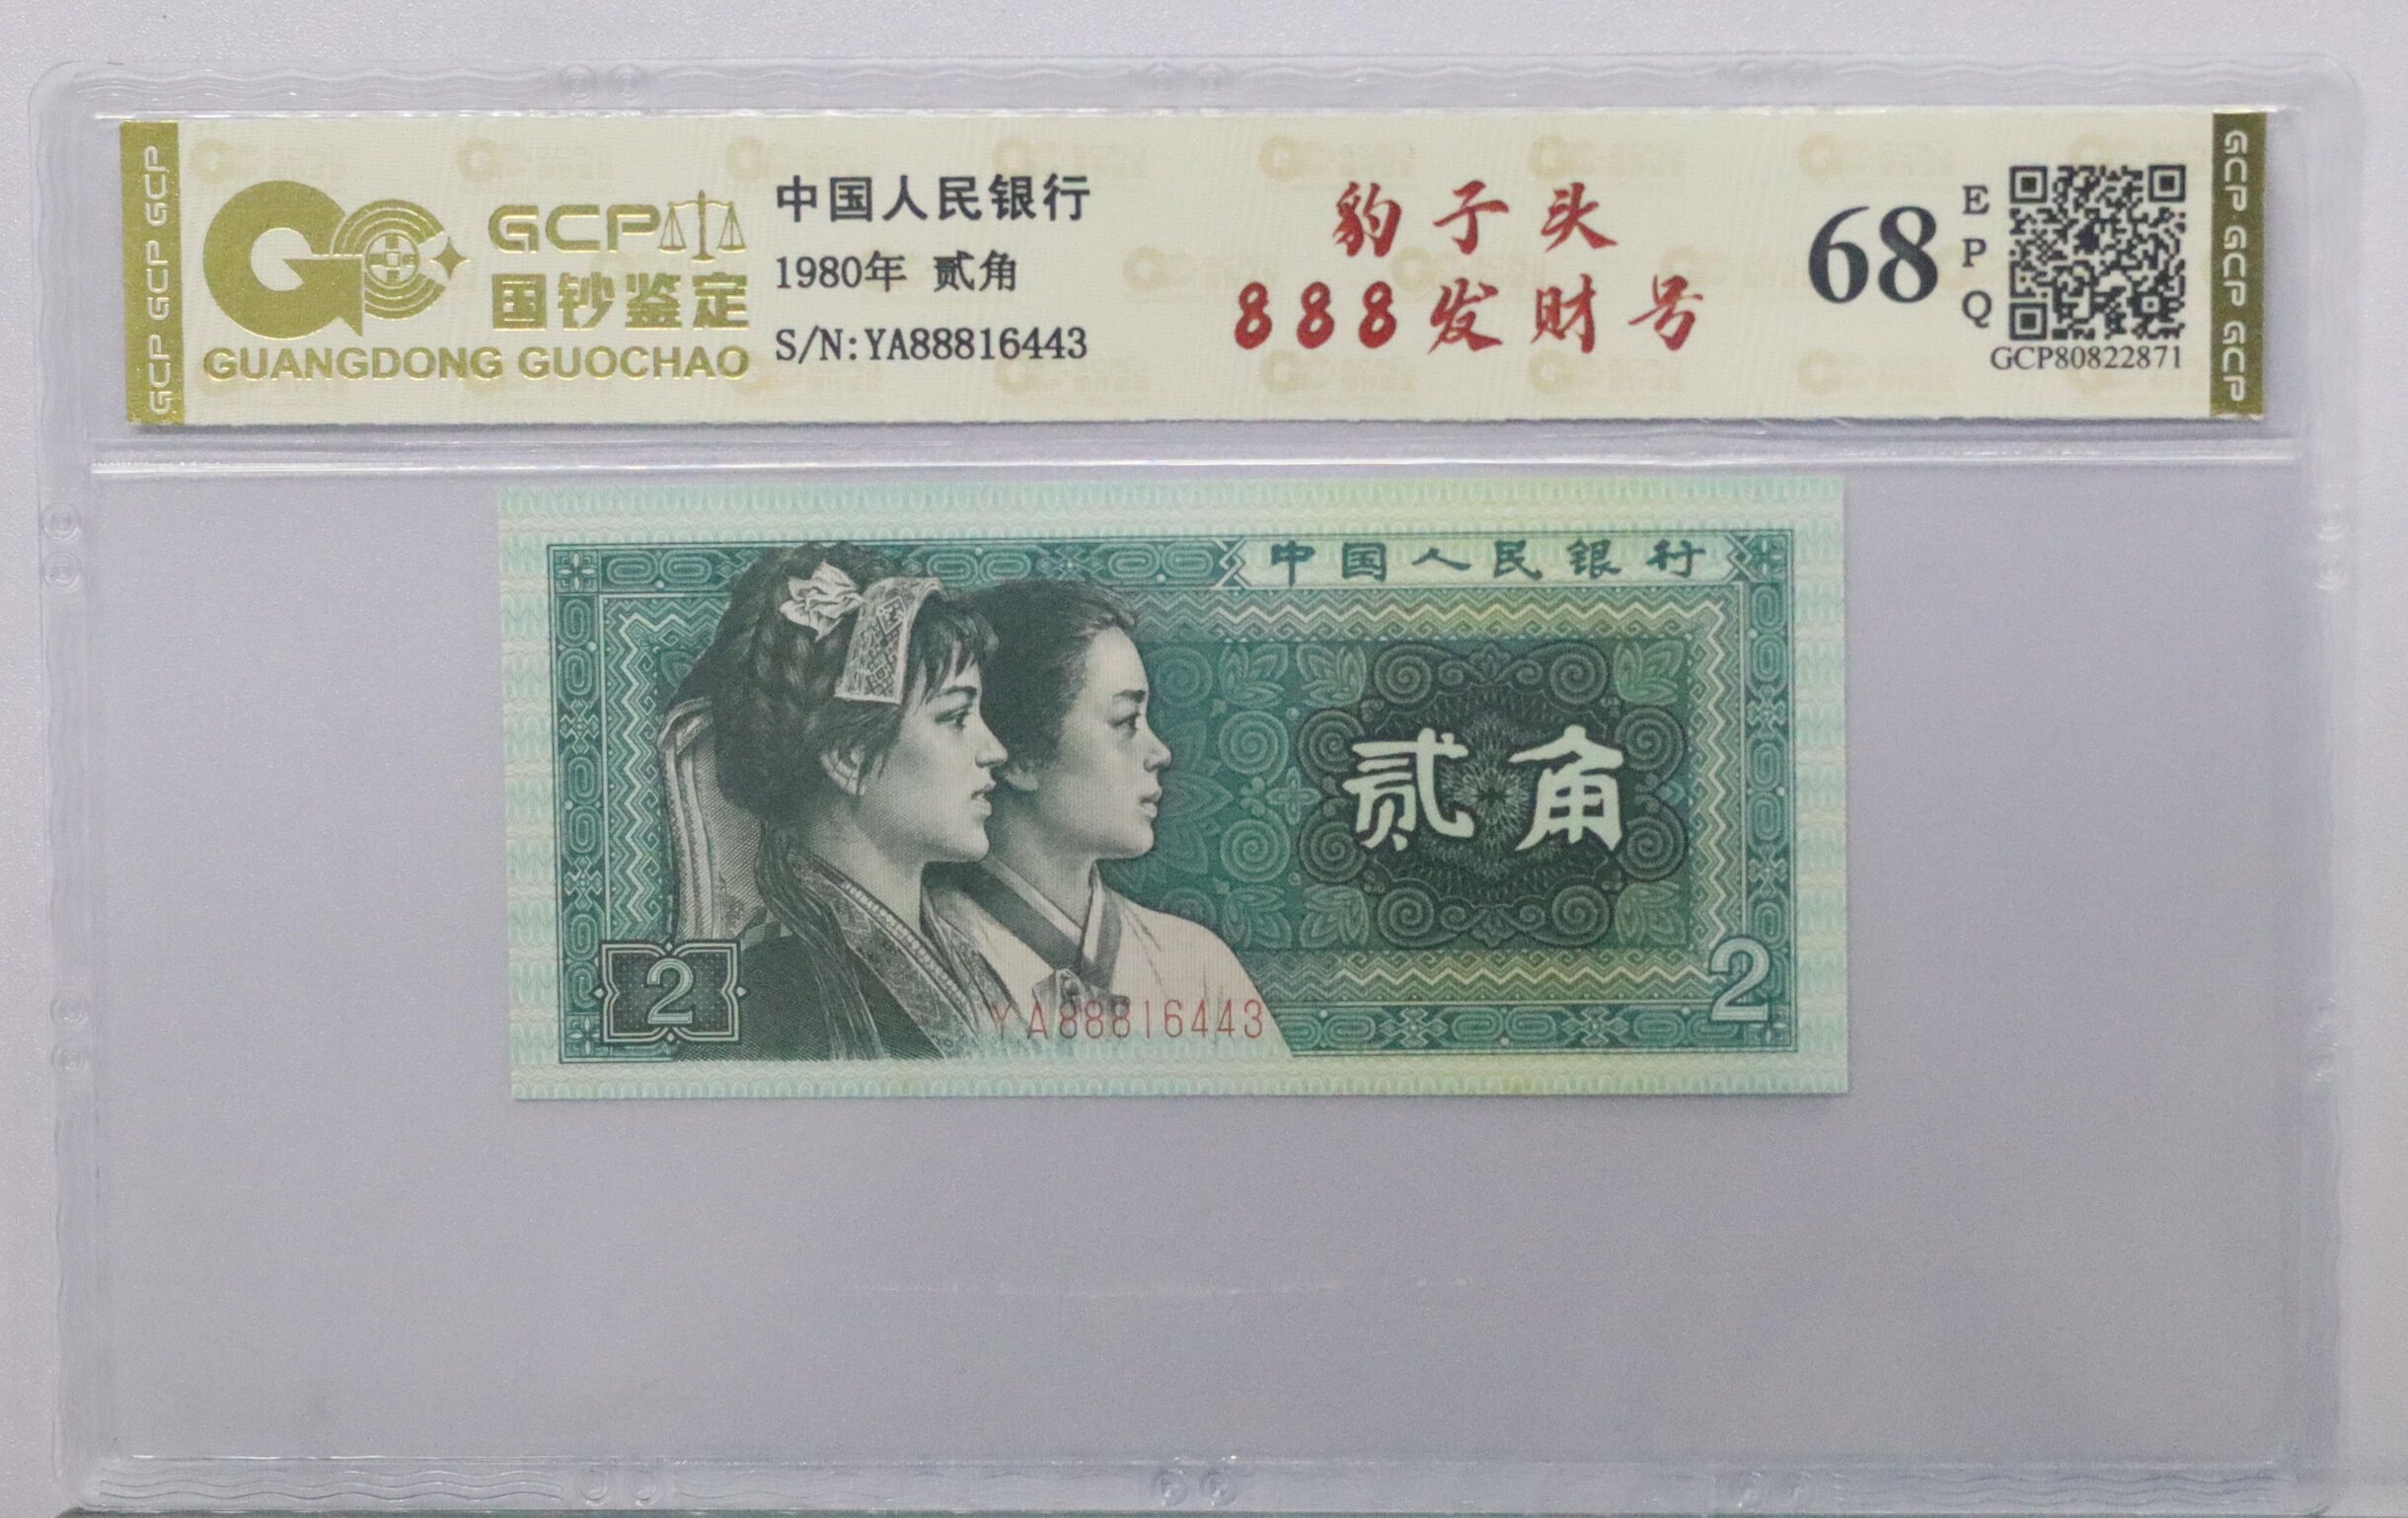 GCP GCP GCP
GCP
国钞鉴定
GUANGDONG GUOCHAO
中国人民银行
1980年 贰角
S/N:YA88816443
豹子头
888发财号
68
E
P
Q
GCP80822871
GCP GCP GCP
中国人民银行
贰角
2
YA88816443
2